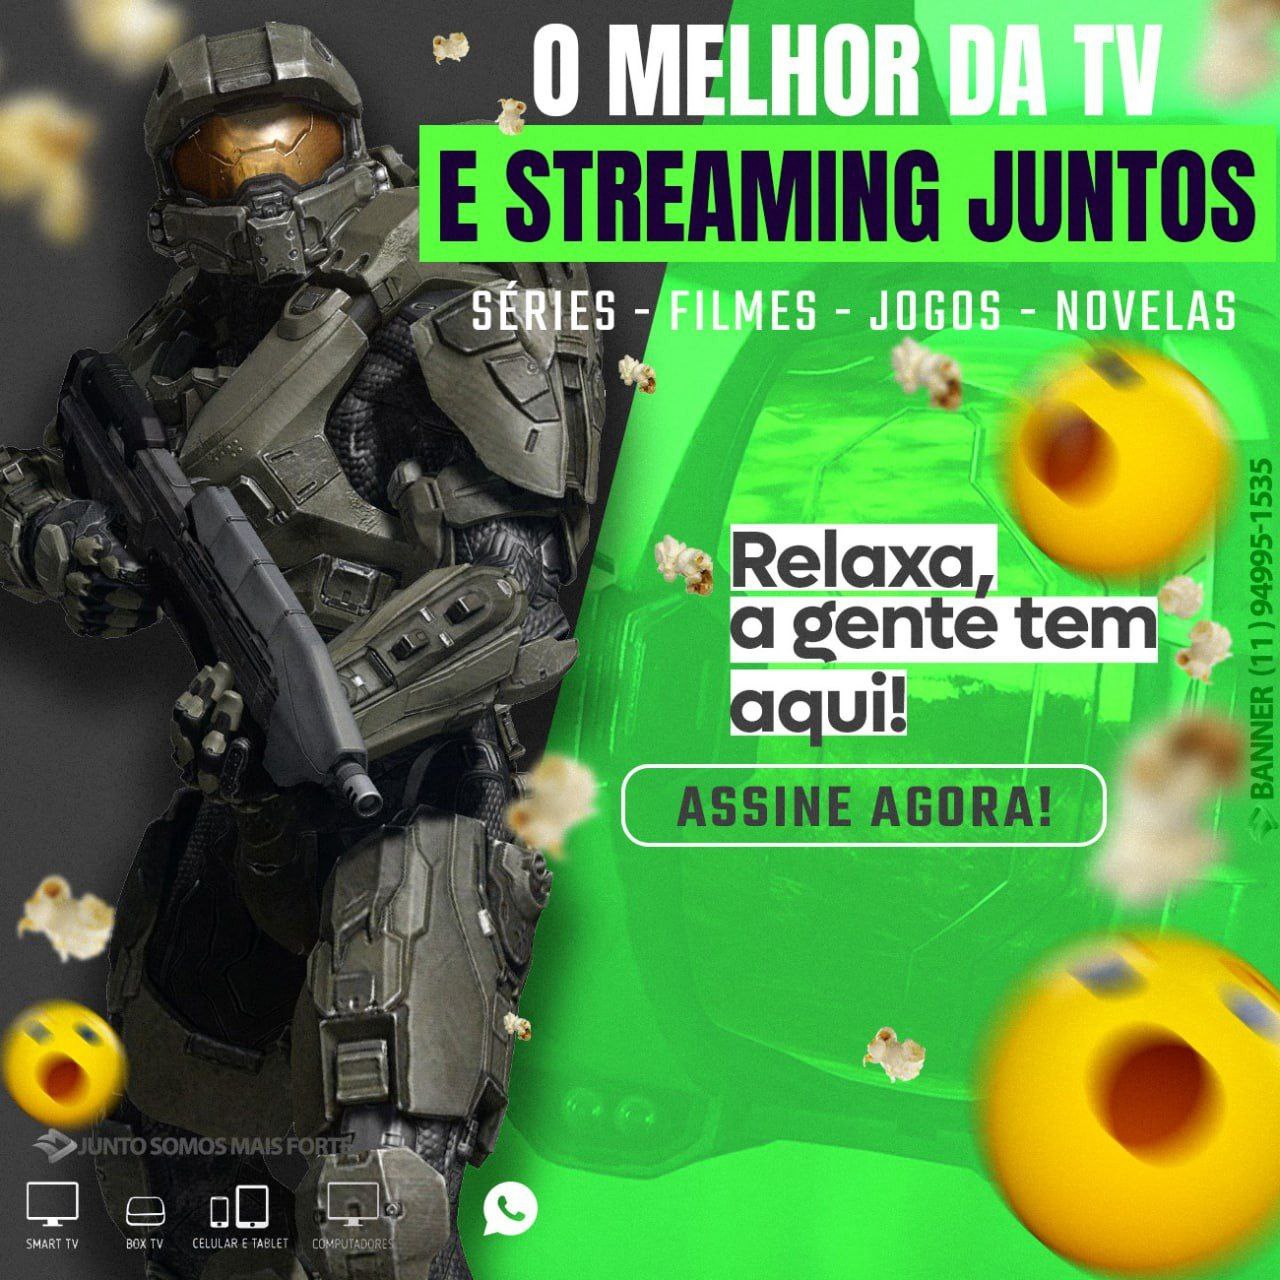 O MELHOR DA TV
E STREAMING JUNTOS
SÉRIES - FILMES - JOGOS - NOVELAS
Relaxa,
a gente tem
aqui!
ASSINE AGORA!
BANNER (11) 94995-1535
JUNTO SOMOS MAIS FORTE
SMART TV
BOX TV
CELULAR E TABLET
COMPUTADORES